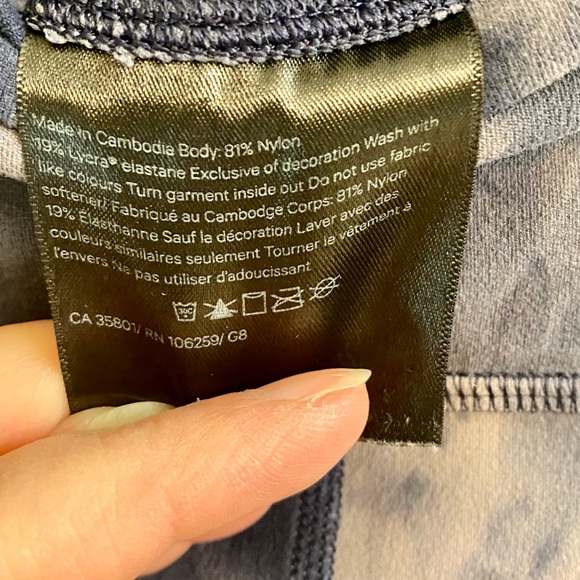 Made in Cambodia Body: 81% Nylon
19% Lycra® elastane Exclusive of decoration Wash with
like colours Turn garment inside out Do not use fabric
softener/ Fabriqué au Cambodge Corps: 81% Nylon
19% Élasthanne Sauf la décoration Laver avec des
couleurs similaires seulement Tourner le vêtement à
l'envers Ne pas utiliser d'adoucissant
30C
CA 35801/ RN 106259/ G8